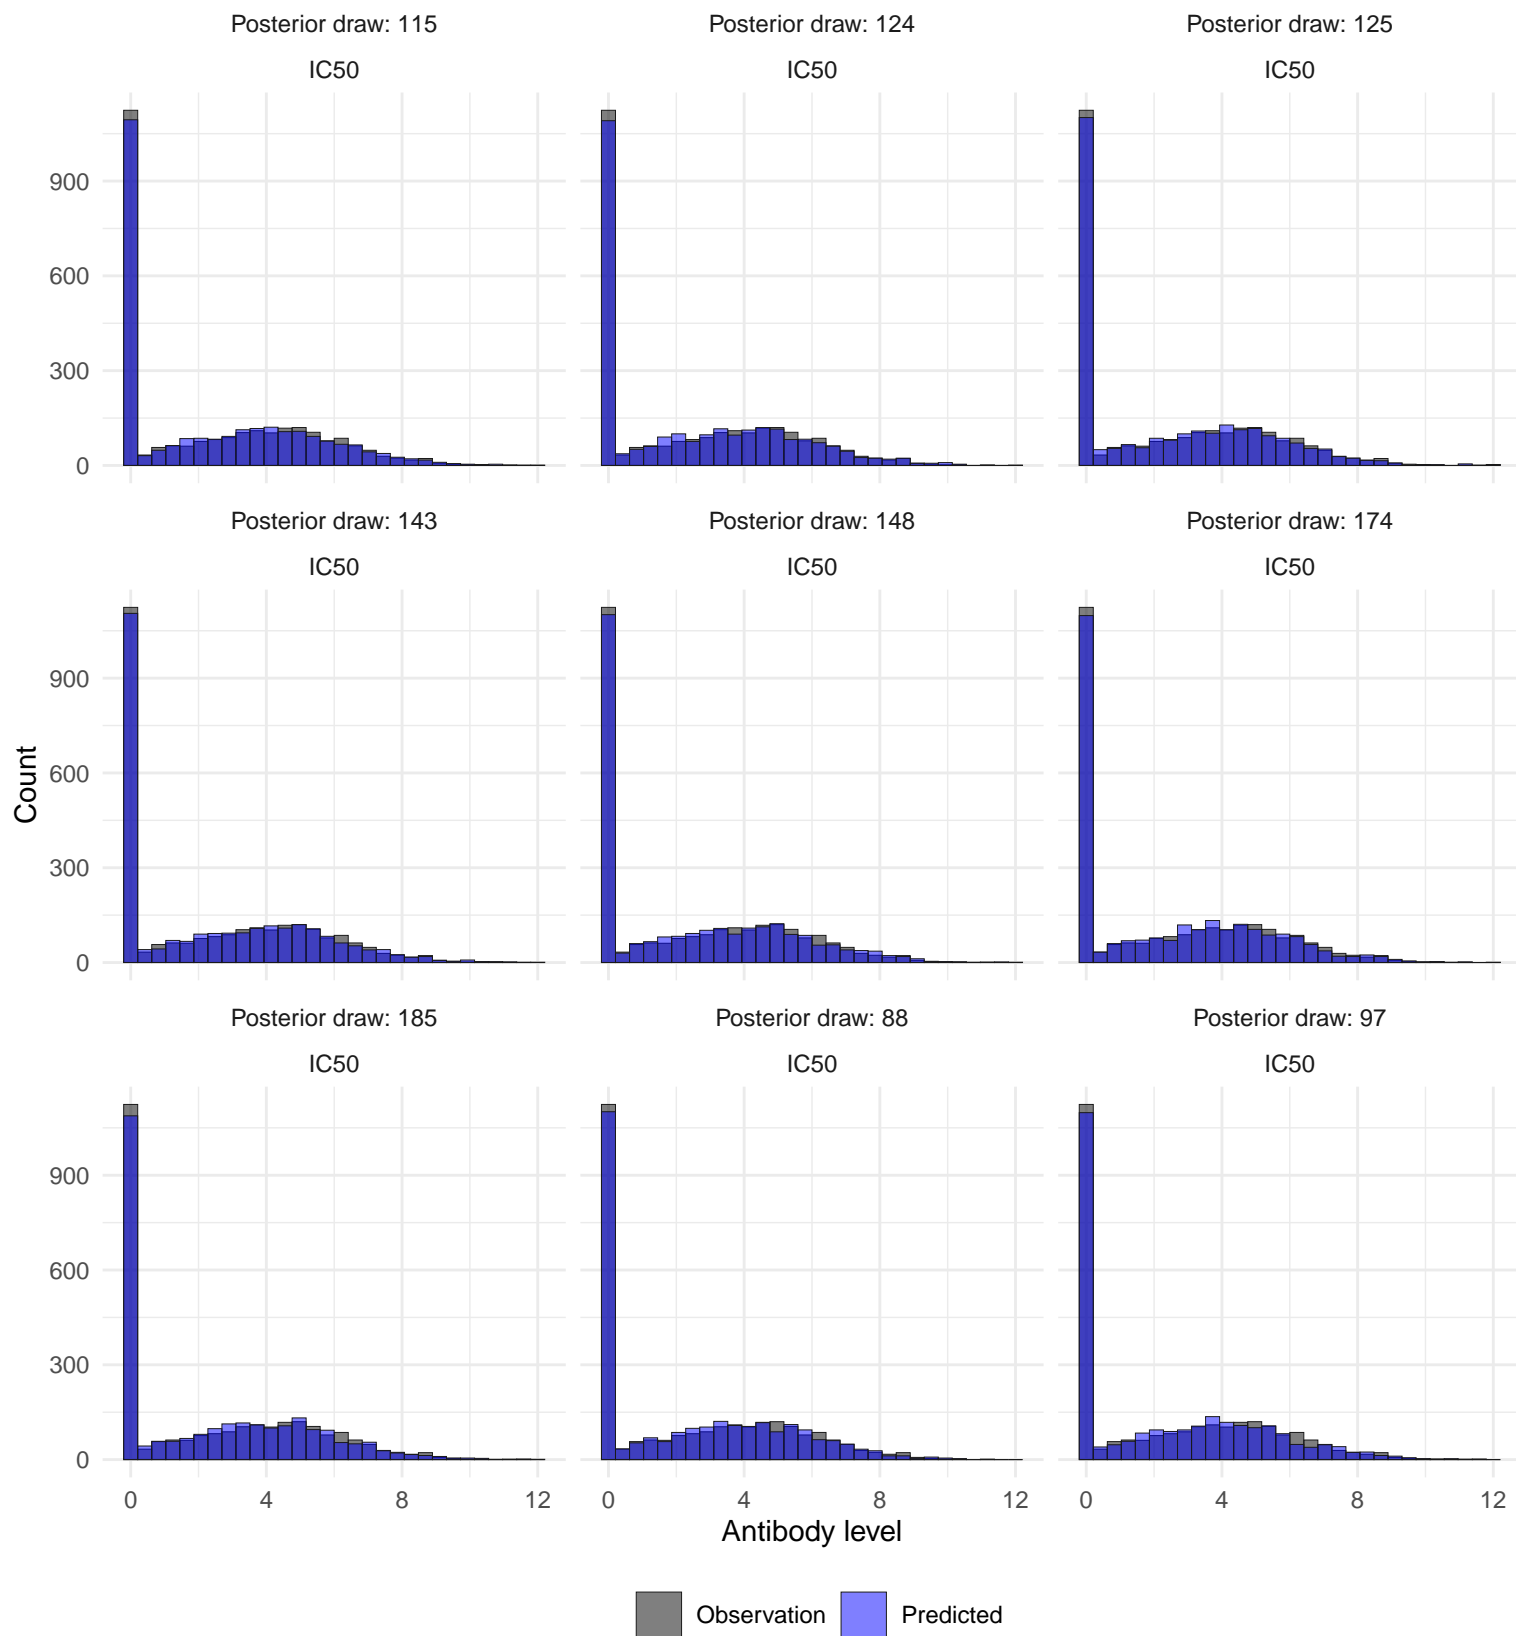 Posterior draw: 115
Posterior draw: 124
Posterior draw: 125
IC50
IC50
IC50
900
600
300
0
Posterior draw: 143
Posterior draw: 148
Posterior draw: 174
IC50
IC50
IC50
900
600
300
0
Count
Posterior draw: 185
Posterior draw: 88
Posterior draw: 97
IC50
IC50
IC50
900
600
300
0
0 4 8 12
0 4 8 12
0 4 8 12
Antibody level
Observation
Predicted